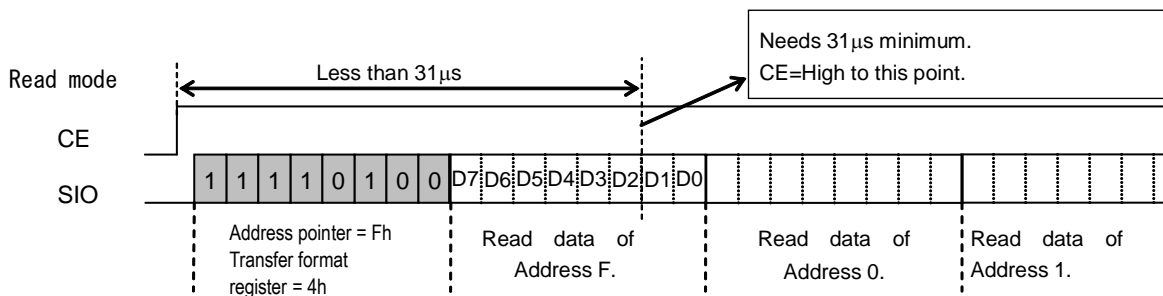 Needs 31μs minimum.
CE=High to this point.
Less than 31μs
Read mode
CE
SIO
1 1 1 1 0 1 0 0 D7 D6 D5 D4 D3 D2 D1 D0
Address pointer = Fh
Transfer format
register = 4h
Read data of
Address F.
Read data of
Address 0.
Read data of
Address 1.